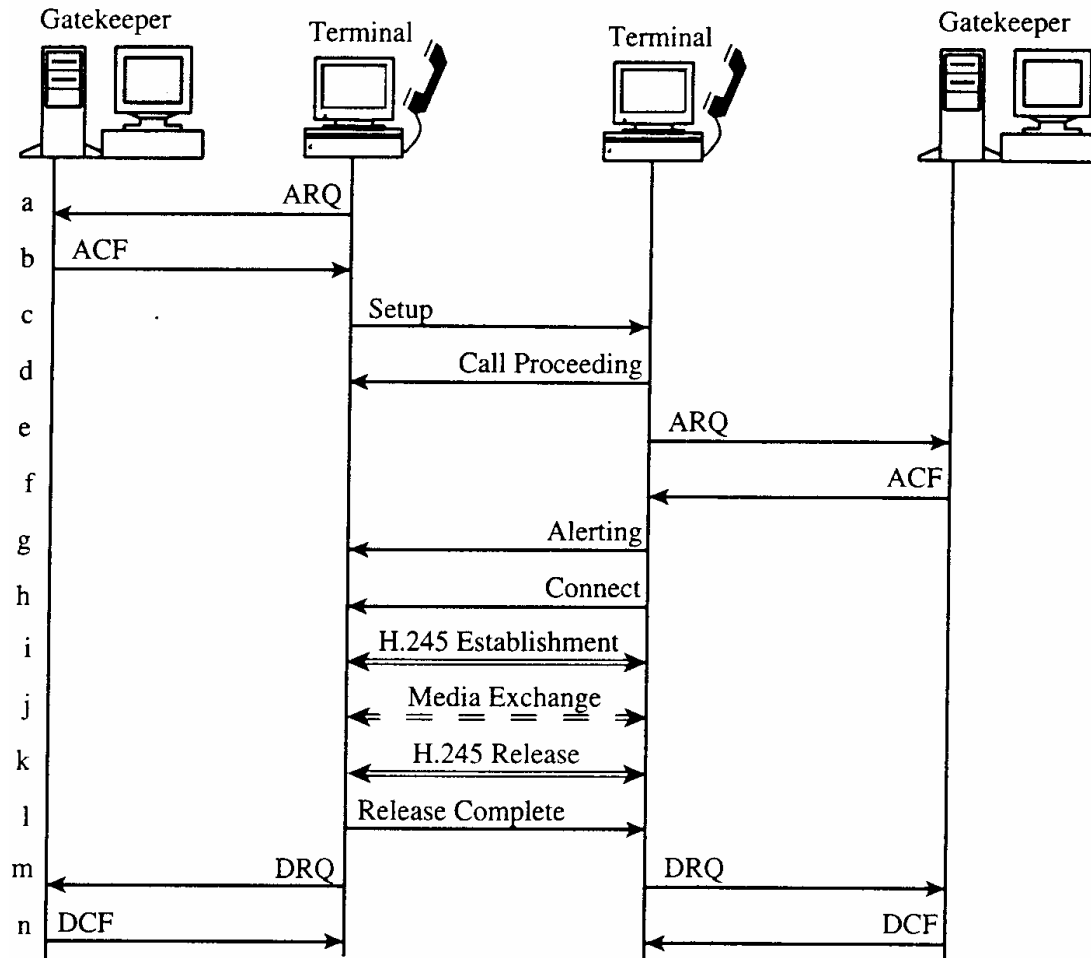 Gatekeeper
Terminal
Terminal
Gatekeeper
a ARQ
b ACF
c Setup
d Call Proceeding
e ARQ
f ACF
g Alerting
h Connect
i H.245 Establishment
j Media Exchange
k H.245 Release
l Release Complete
m DRQ DRQ
n DCF DCF